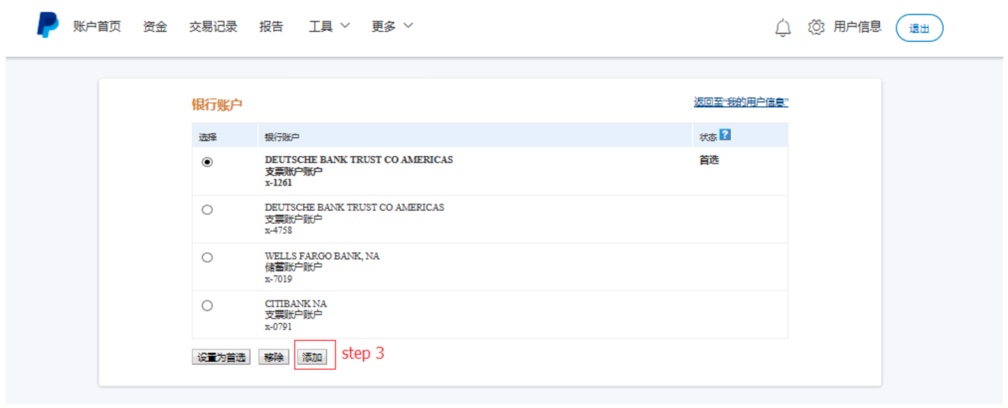 账户首页 资金 交易记录 报告 工具 更多 用户信息 退出
银行账户 返回至"我的用户信息"
选择 银行账户 状态 ?
DEUTSCHE BANK TRUST CO AMERICAS 首选
支票账户账户
x-1261
DEUTSCHE BANK TRUST CO AMERICAS
支票账户账户
x-4758
WELLS FARGO BANK, NA
储蓄账户账户
x-7019
CITIBANK NA
支票账户账户
x-0791
设置为首选 移除 添加 step 3